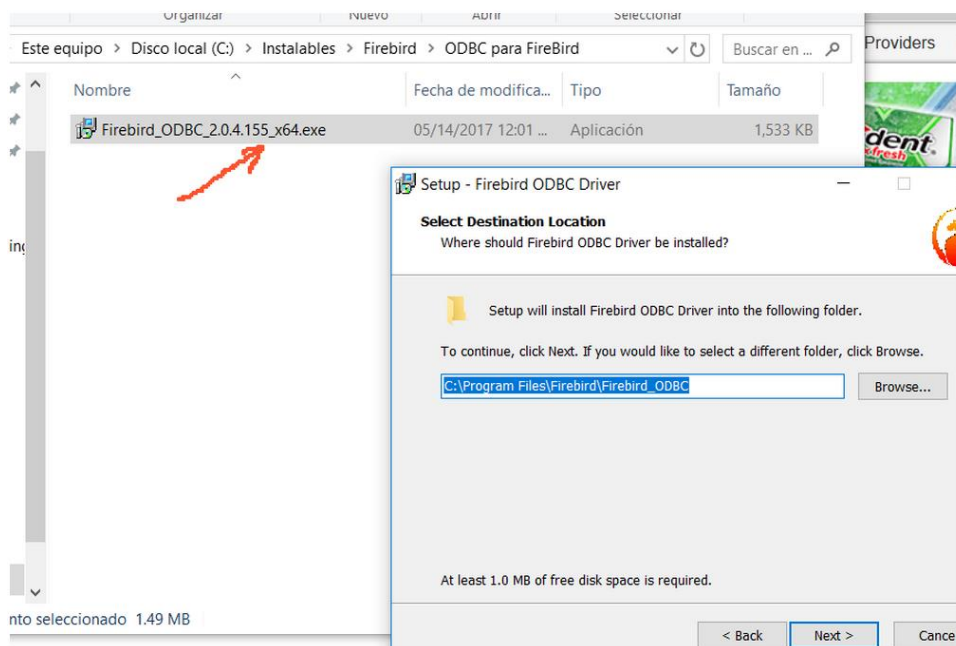 Organizar Nuevo Abrir Seleccionar
Este equipo > Disco local (C:) > Instalables > Firebird > ODBC para FireBird
Buscar en ...
Providers
Nombre Fecha de modifica... Tipo Tamaño
Firebird_ODBC_2.0.4.155_x64.exe 05/14/2017 12:01 ... Aplicación 1,533 KB
dent.
fresh
Setup - Firebird ODBC Driver
Select Destination Location
Where should Firebird ODBC Driver be installed?
Setup will install Firebird ODBC Driver into the following folder.
To continue, click Next. If you would like to select a different folder, click Browse.
C:\Program Files\Firebird\Firebird_ODBC
Browse...
At least 1.0 MB of free disk space is required.
nto seleccionado 1.49 MB
< Back Next > Cance